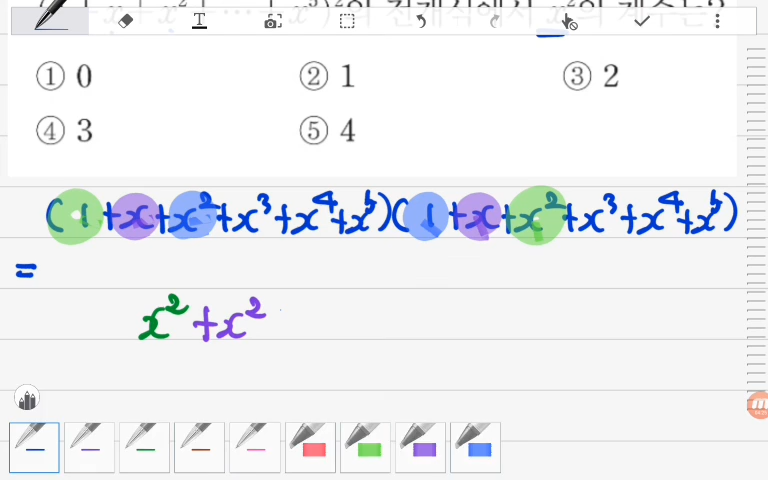 ① 0 ② 1 ③ 2
④ 3 ⑤ 4
(1+x+x²+x³+x⁴+x⁵)(1+x+x²+x³+x⁴+x⁵)
=
x²+x²